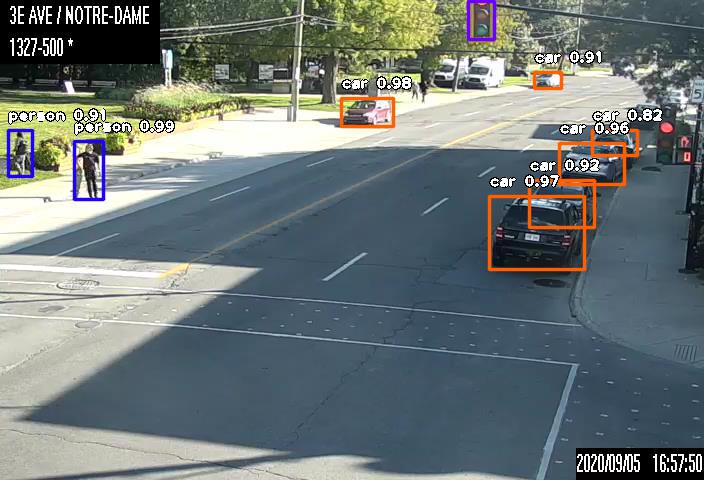 3E AVE / NOTRE-DAME
1327-500 *
car 0.91
car 0.98
person 0.91
person 0.99
car 0.82
car 0.96
car 0.92
car 0.97
5
2020/09/05 16:57:50